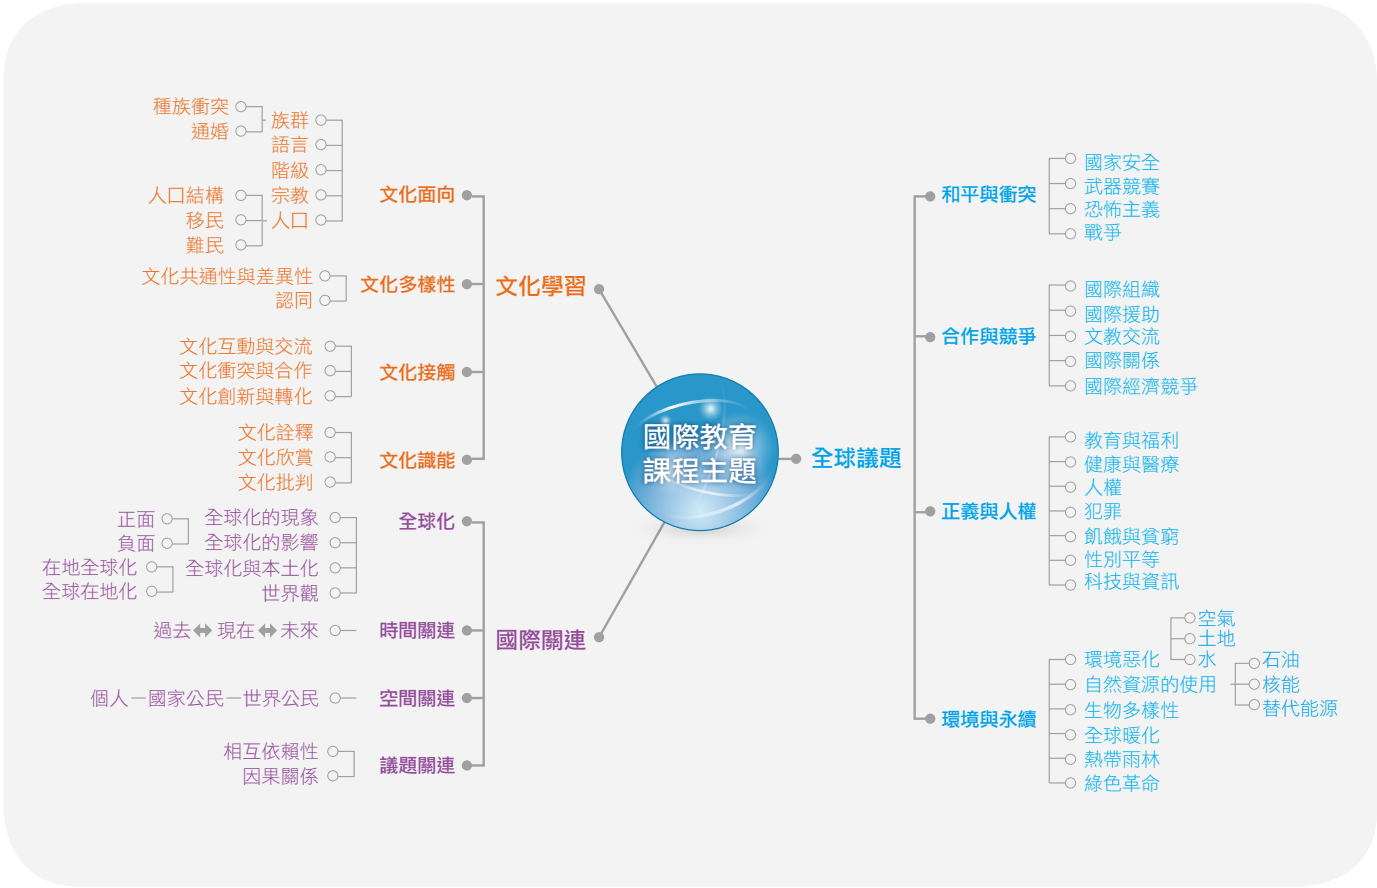 國際教育
課程主題
文化學習
文化面向
族群
種族衝突
通婚
語言
階級
宗教
人口
人口結構
移民
難民
文化多樣性
文化共通性與差異性
認同
文化接觸
文化互動與交流
文化衝突與合作
文化創新與轉化
文化識能
文化詮釋
文化欣賞
文化批判
國際關連
全球化
全球化的現象
全球化的影響
正面
負面
全球化與本土化
在地全球化
全球在地化
世界觀
時間關連
過去⬌現在⬌未來
空間關連
個人－國家公民－世界公民
議題關連
相互依賴性
因果關係
全球議題
和平與衝突
國家安全
武器競賽
恐怖主義
戰爭
合作與競爭
國際組織
國際援助
文教交流
國際關係
國際經濟競爭
正義與人權
教育與福利
健康與醫療
人權
犯罪
飢餓與貧窮
性別平等
科技與資訊
環境與永續
環境惡化
空氣
土地
水
自然資源的使用
石油
核能
替代能源
生物多樣性
全球暖化
熱帶雨林
綠色革命